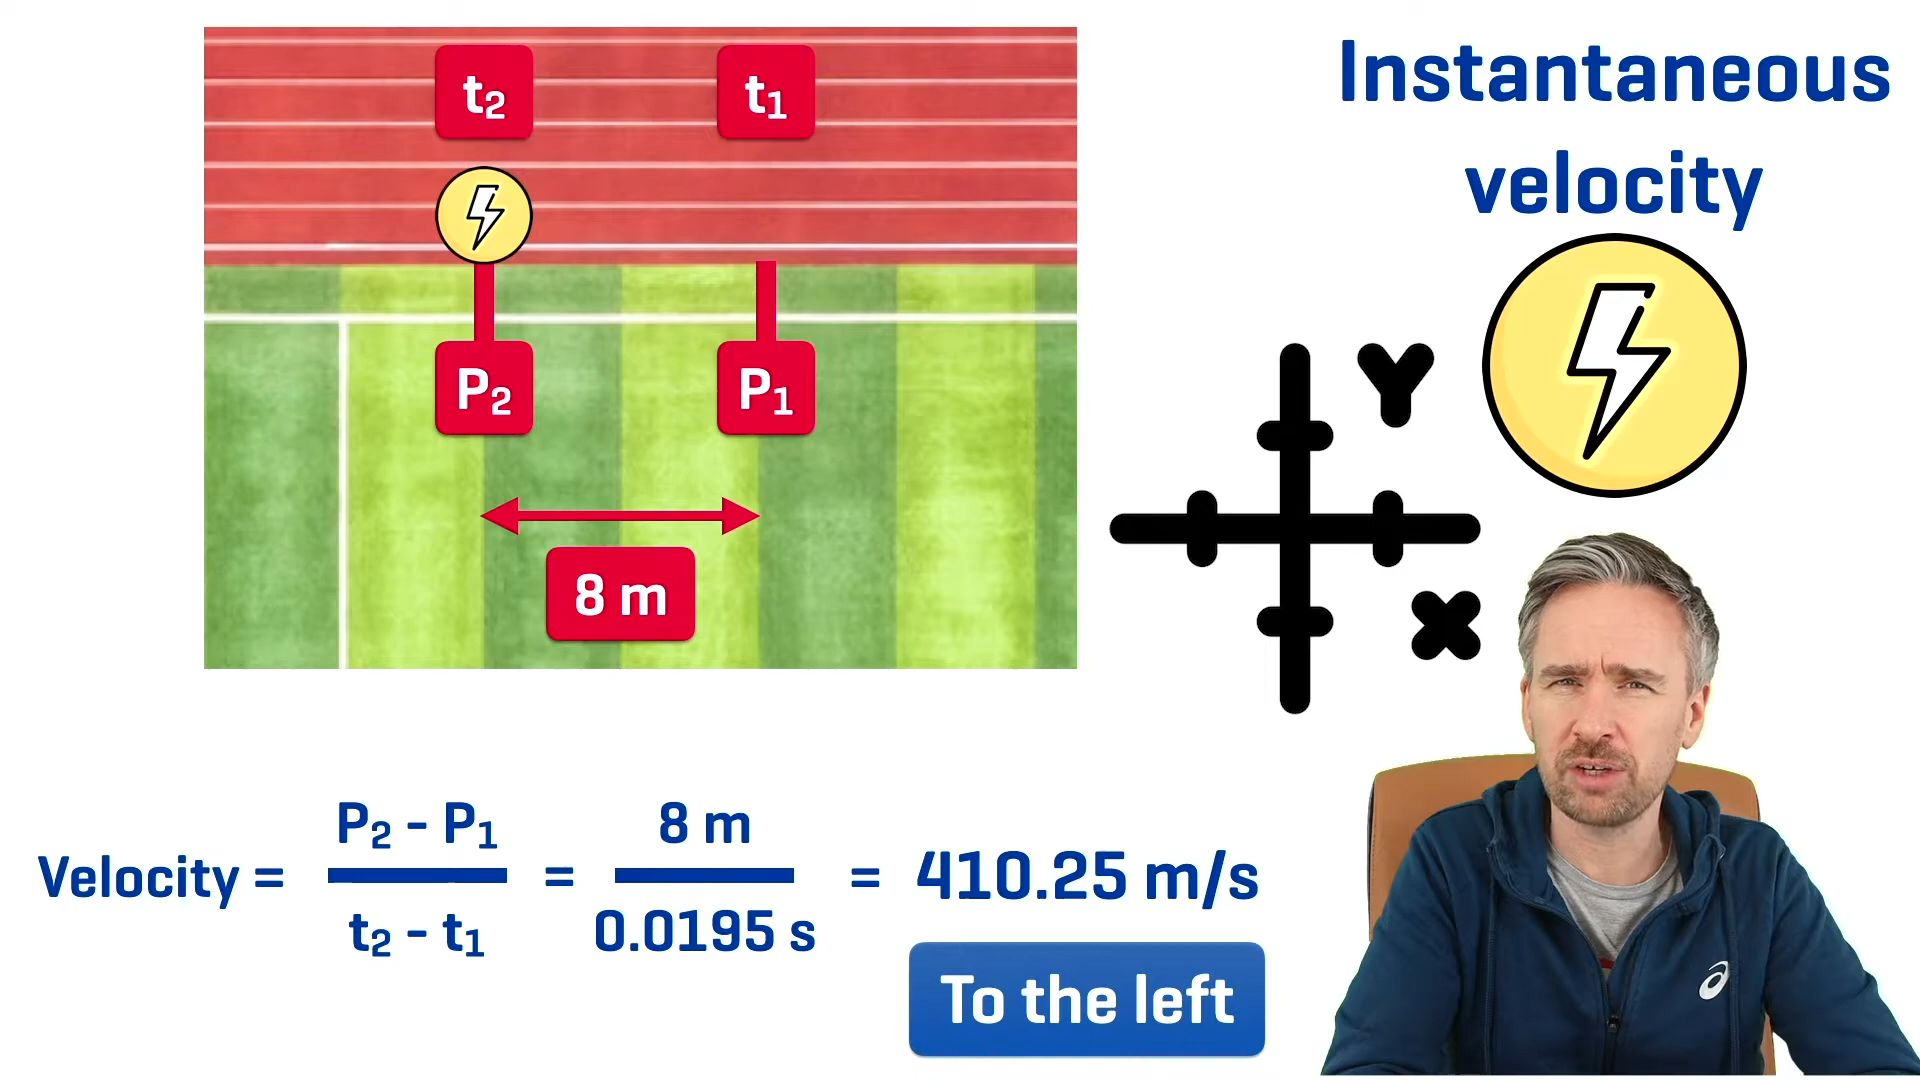 Instantaneous
velocity
t₂
t₁
P₂
P₁
8 m
Y
X
Velocity = P₂ - P₁ / t₂ - t₁ = 8 m / 0.0195 s = 410.25 m/s
To the left